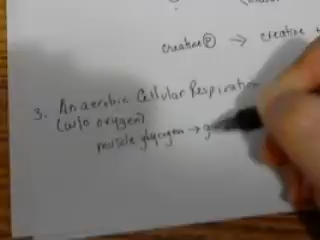 creatine Ⓟ → creatine
3. Anaerobic Cellular Respiration
(w/o oxygen)
muscle glycogen →